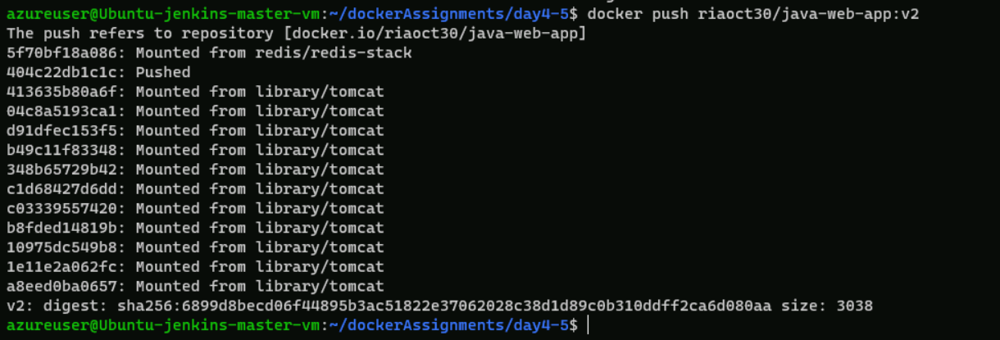 azureuser@Ubuntu-jenkins-master-vm:~/dockerAssignments/day4-5$ docker push riaoct30/java-web-app:v2
The push refers to repository [docker.io/riaoct30/java-web-app]
5f70bf18a086: Mounted from redis/redis-stack
404c22db1c1c: Pushed
413635b80a6f: Mounted from library/tomcat
04c8a5193ca1: Mounted from library/tomcat
d91dfec153f5: Mounted from library/tomcat
b49c11f83348: Mounted from library/tomcat
348b65729b42: Mounted from library/tomcat
c1d68427d6dd: Mounted from library/tomcat
c03339557420: Mounted from library/tomcat
b8fded14819b: Mounted from library/tomcat
10975dc549b8: Mounted from library/tomcat
1e11e2a062fc: Mounted from library/tomcat
a8eed0ba0657: Mounted from library/tomcat
v2: digest: sha256:6899d8becd06f44895b3ac51822e37062028c38d1d89c0b310ddff2ca6d080aa size: 3038
azureuser@Ubuntu-jenkins-master-vm:~/dockerAssignments/day4-5$